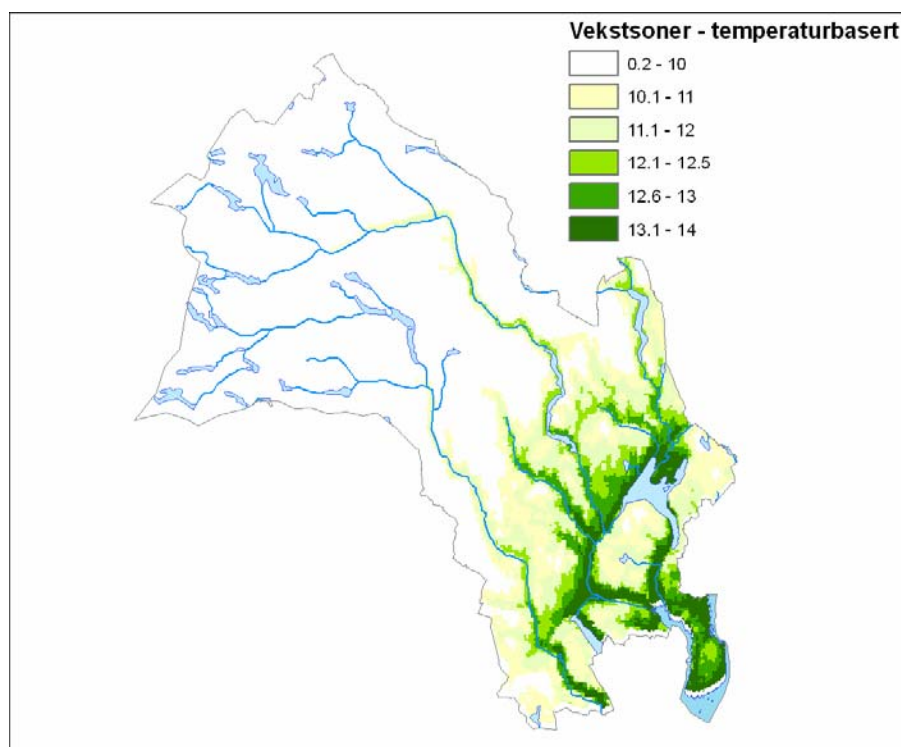 Vekstsoner - temperaturbasert
0.2 - 10
10.1 - 11
11.1 - 12
12.1 - 12.5
12.6 - 13
13.1 - 14